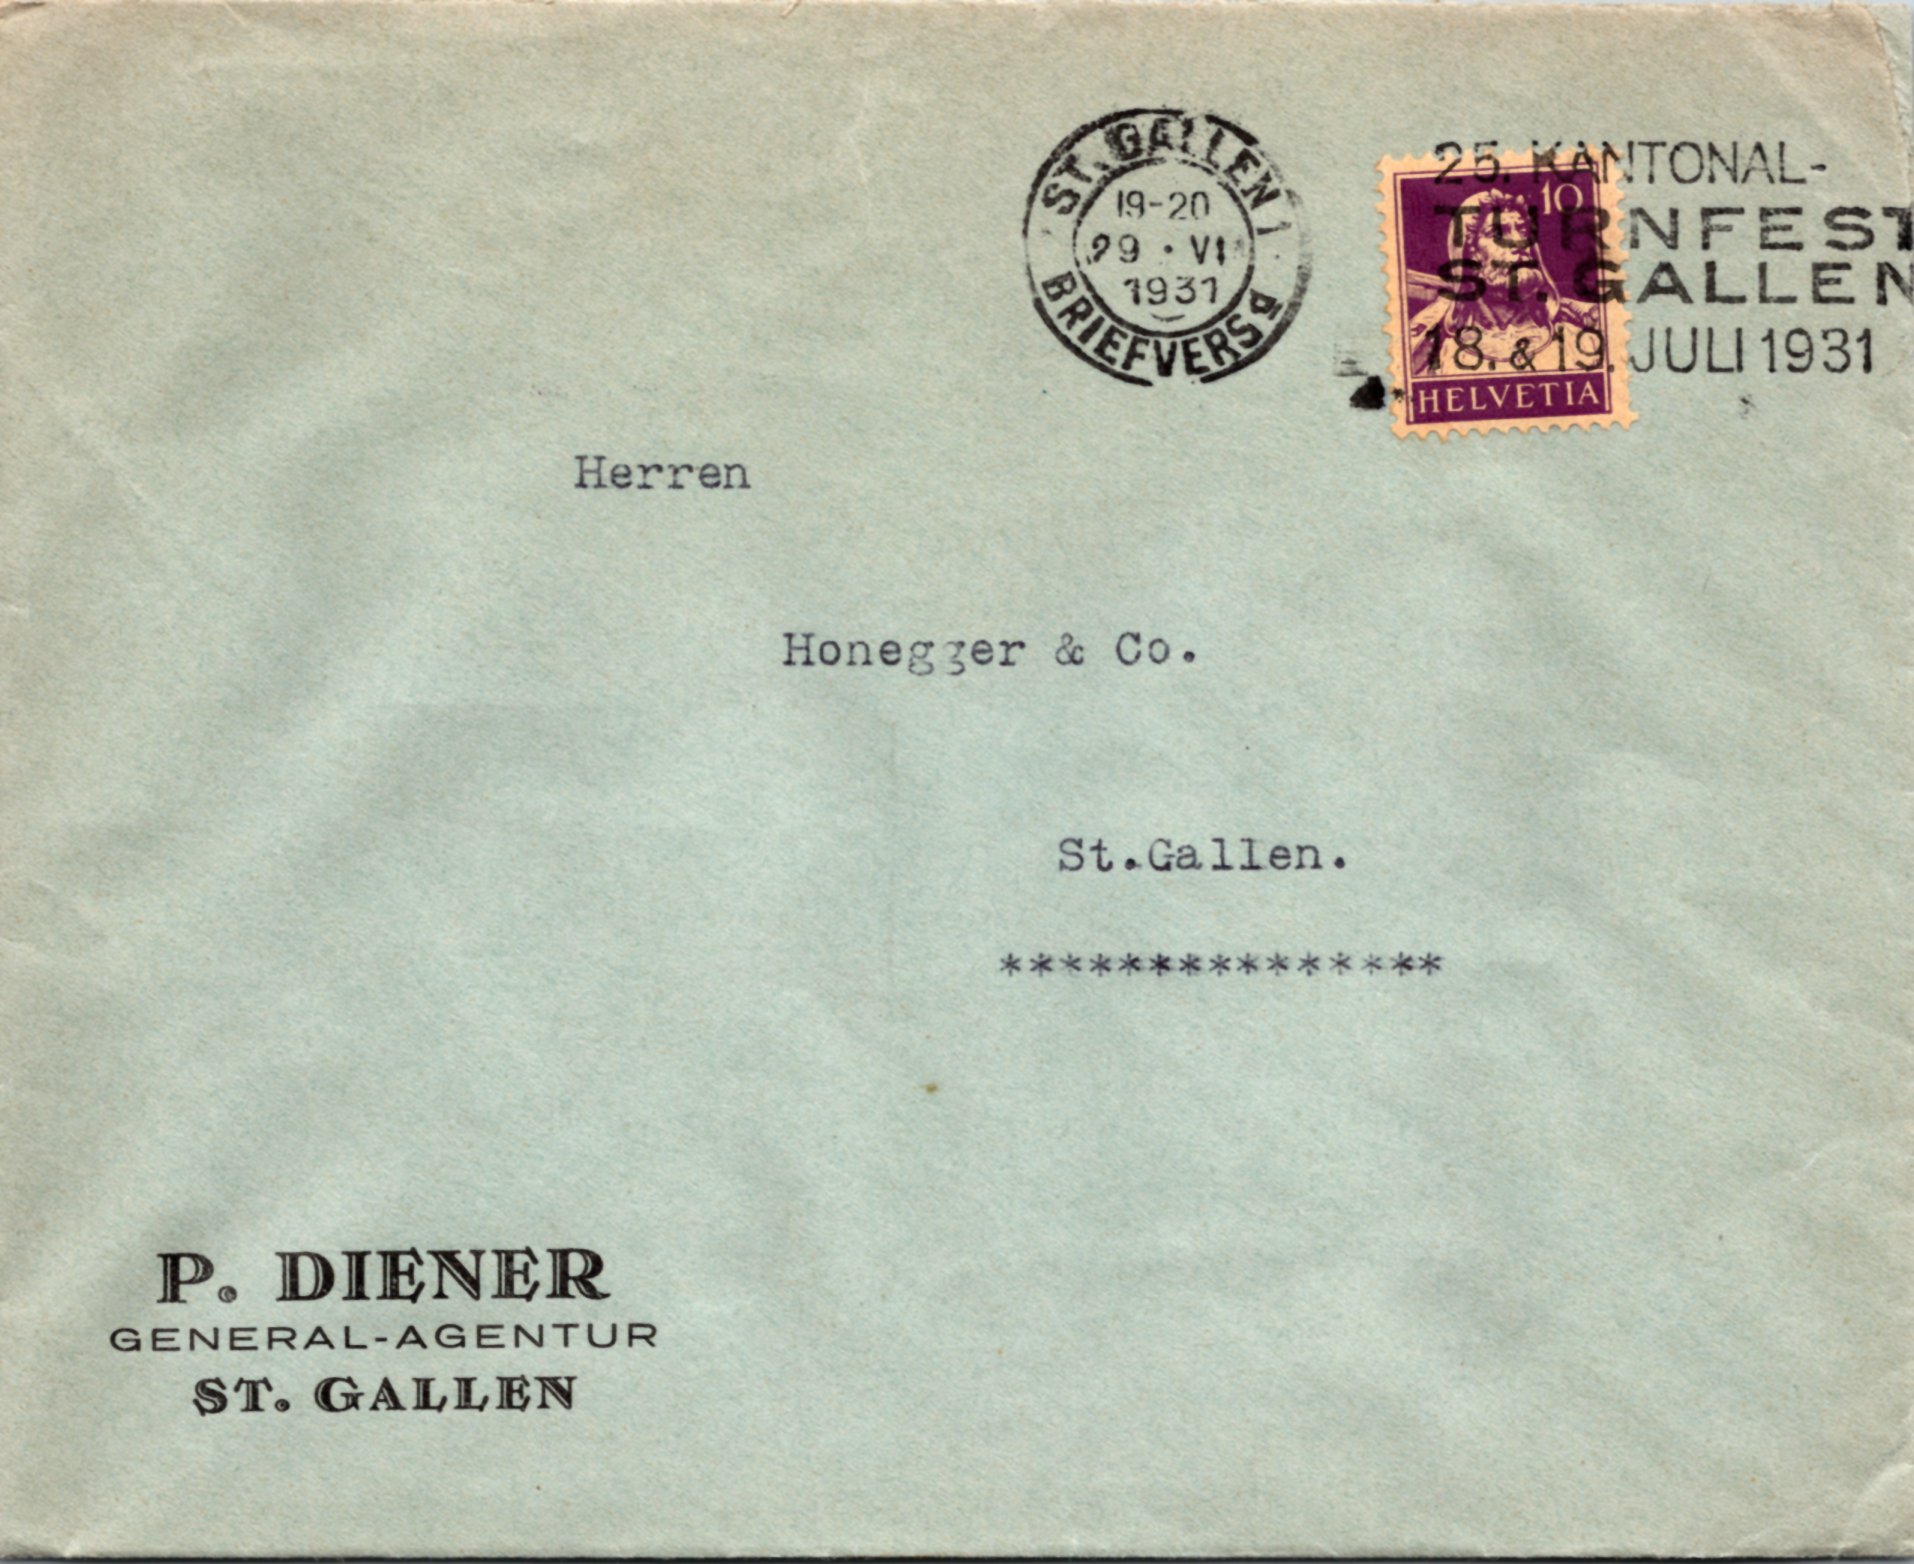 ST. GALLEN 1
19-20
29 · VI
1931
BRIEFVERSd
25. KANTONAL-
TURNFEST
ST. GALLEN
18. & 19. JULI 1931
10
HELVETIA
Herren
Honegger & Co.
St.Gallen.
***************
P. DIENER
GENERAL-AGENTUR
ST. GALLEN